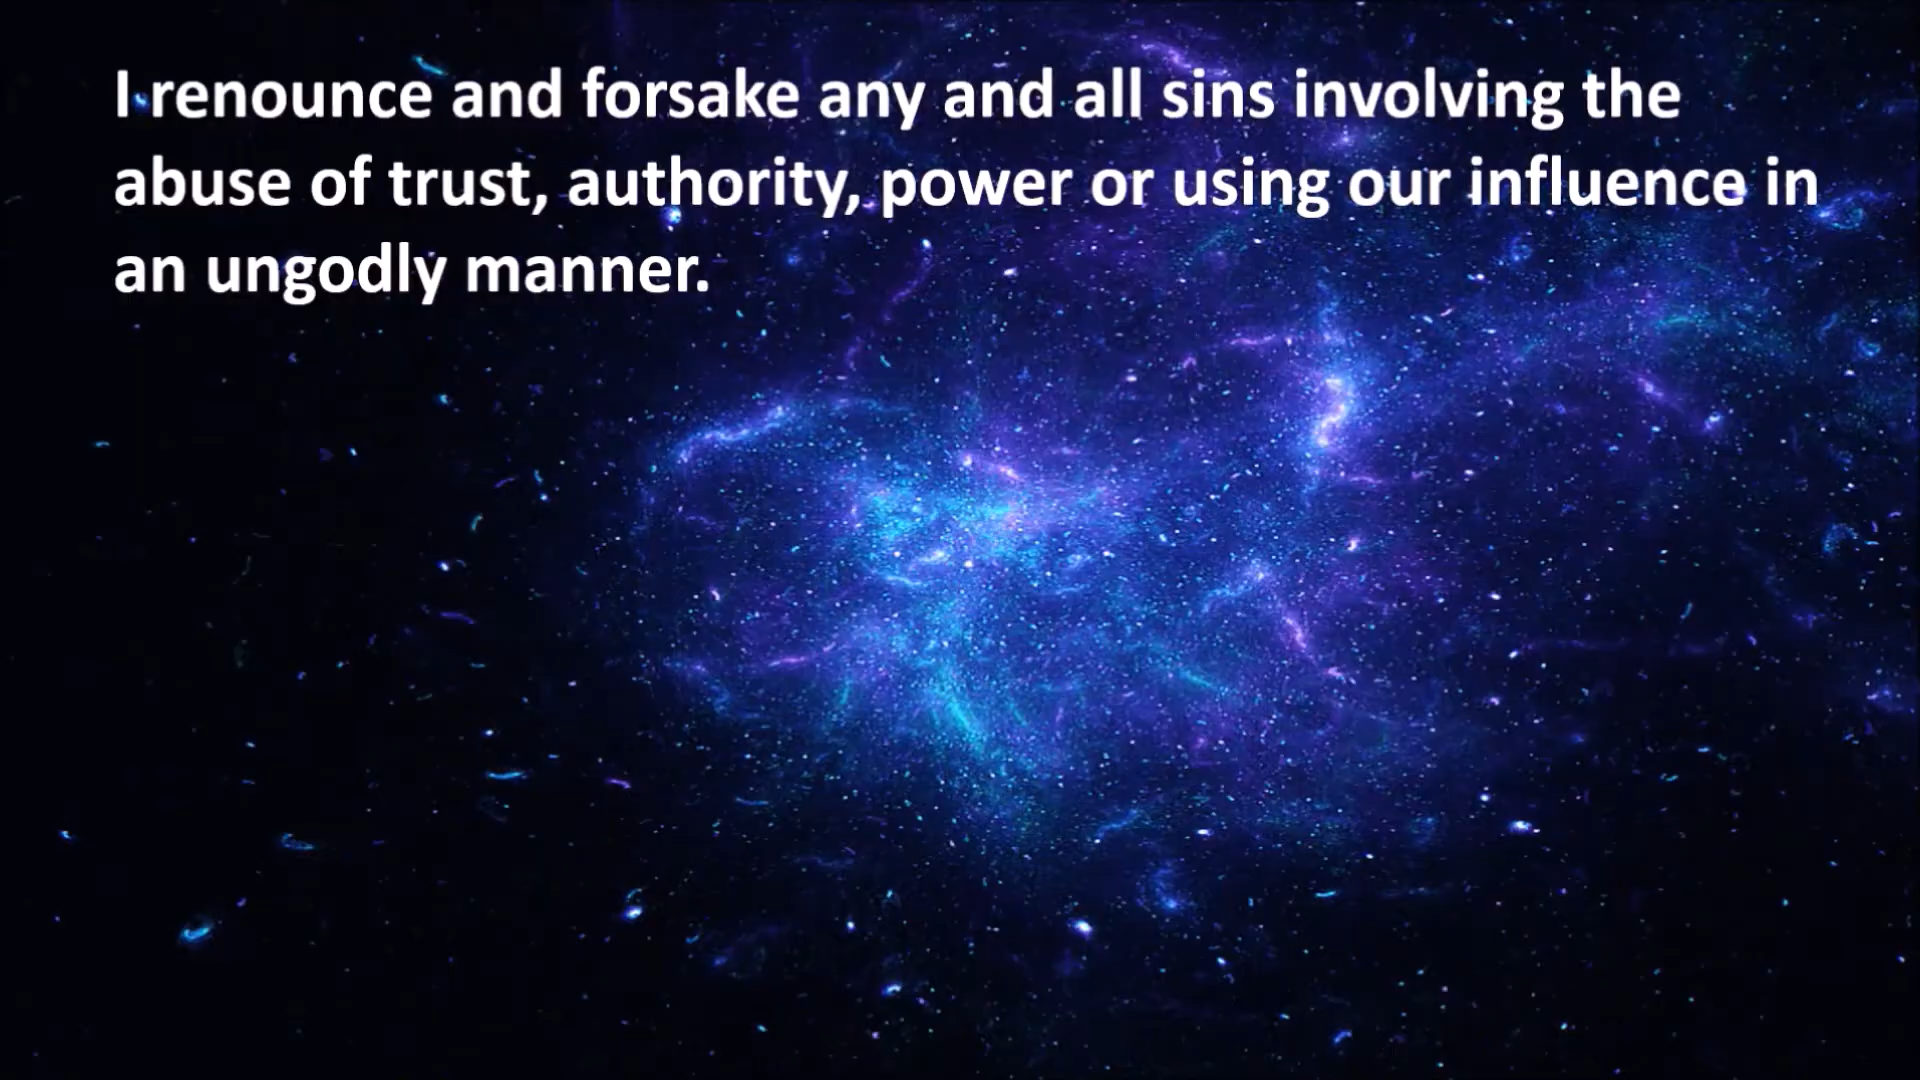 I renounce and forsake any and all sins involving the
abuse of trust, authority, power or using our influence in
an ungodly manner.